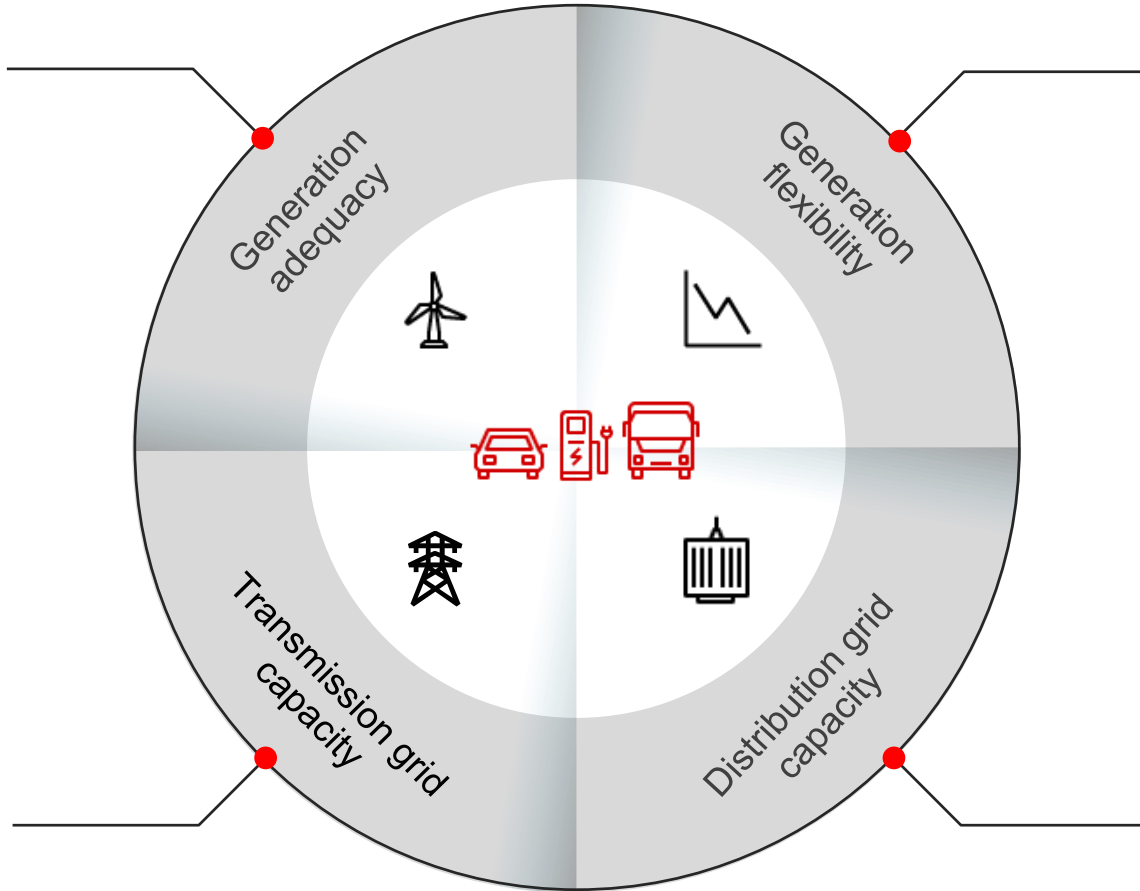 Generation
adequacy
Generation
flexibility
Transmission grid
capacity
Distribution grid
capacity